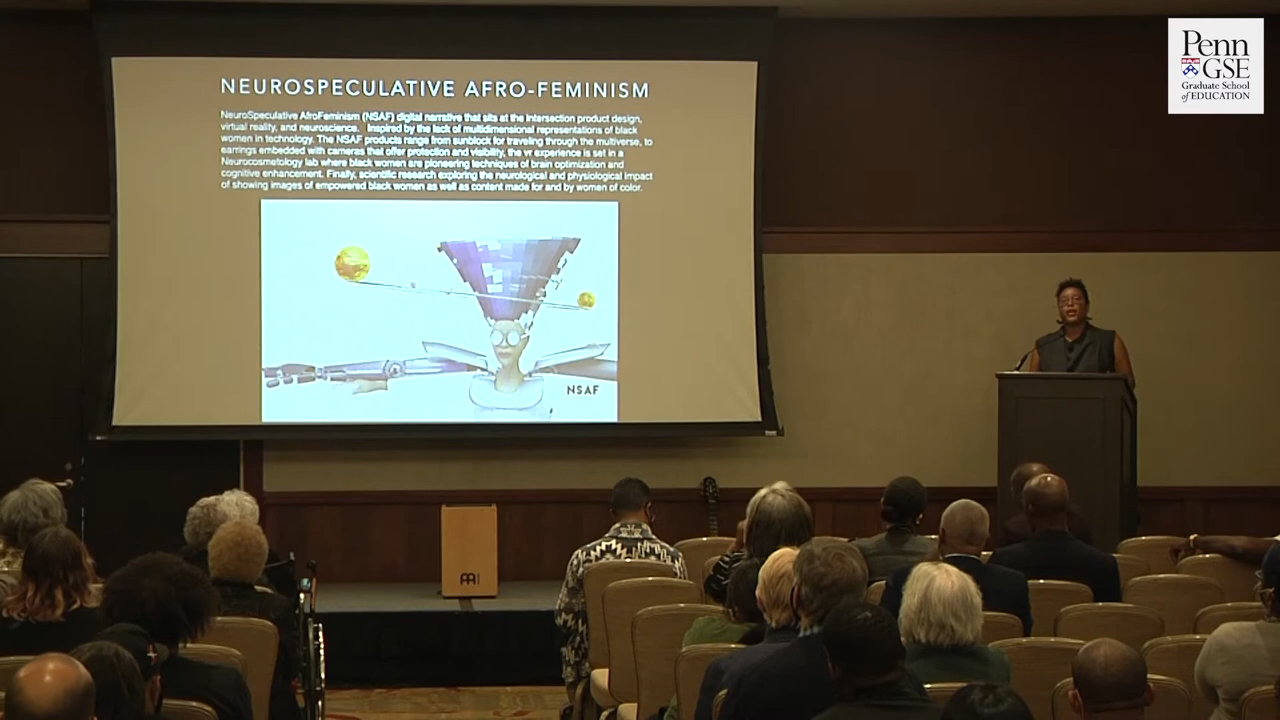 Penn
GSE
Graduate School
of EDUCATION
NEUROSPECULATIVE AFRO-FEMINISM
NeuroSpeculative AfroFeminism (NSAF) digital narrative that sits at the intersection product design,
virtual reality, and neuroscience. Inspired by the lack of multidimensional representations of black
women in technology. The NSAF products range from sunblock for traveling through the multiverse, to
earrings embedded with cameras that offer protection and visibility, the vr experience is set in a
Neurocosmetology lab where black women are pioneering techniques of brain optimization and
cognitive enhancement. Finally, scientific research exploring the neurological and physiological impact
of showing images of empowered black women as well as content made for and by women of color.
NSAF